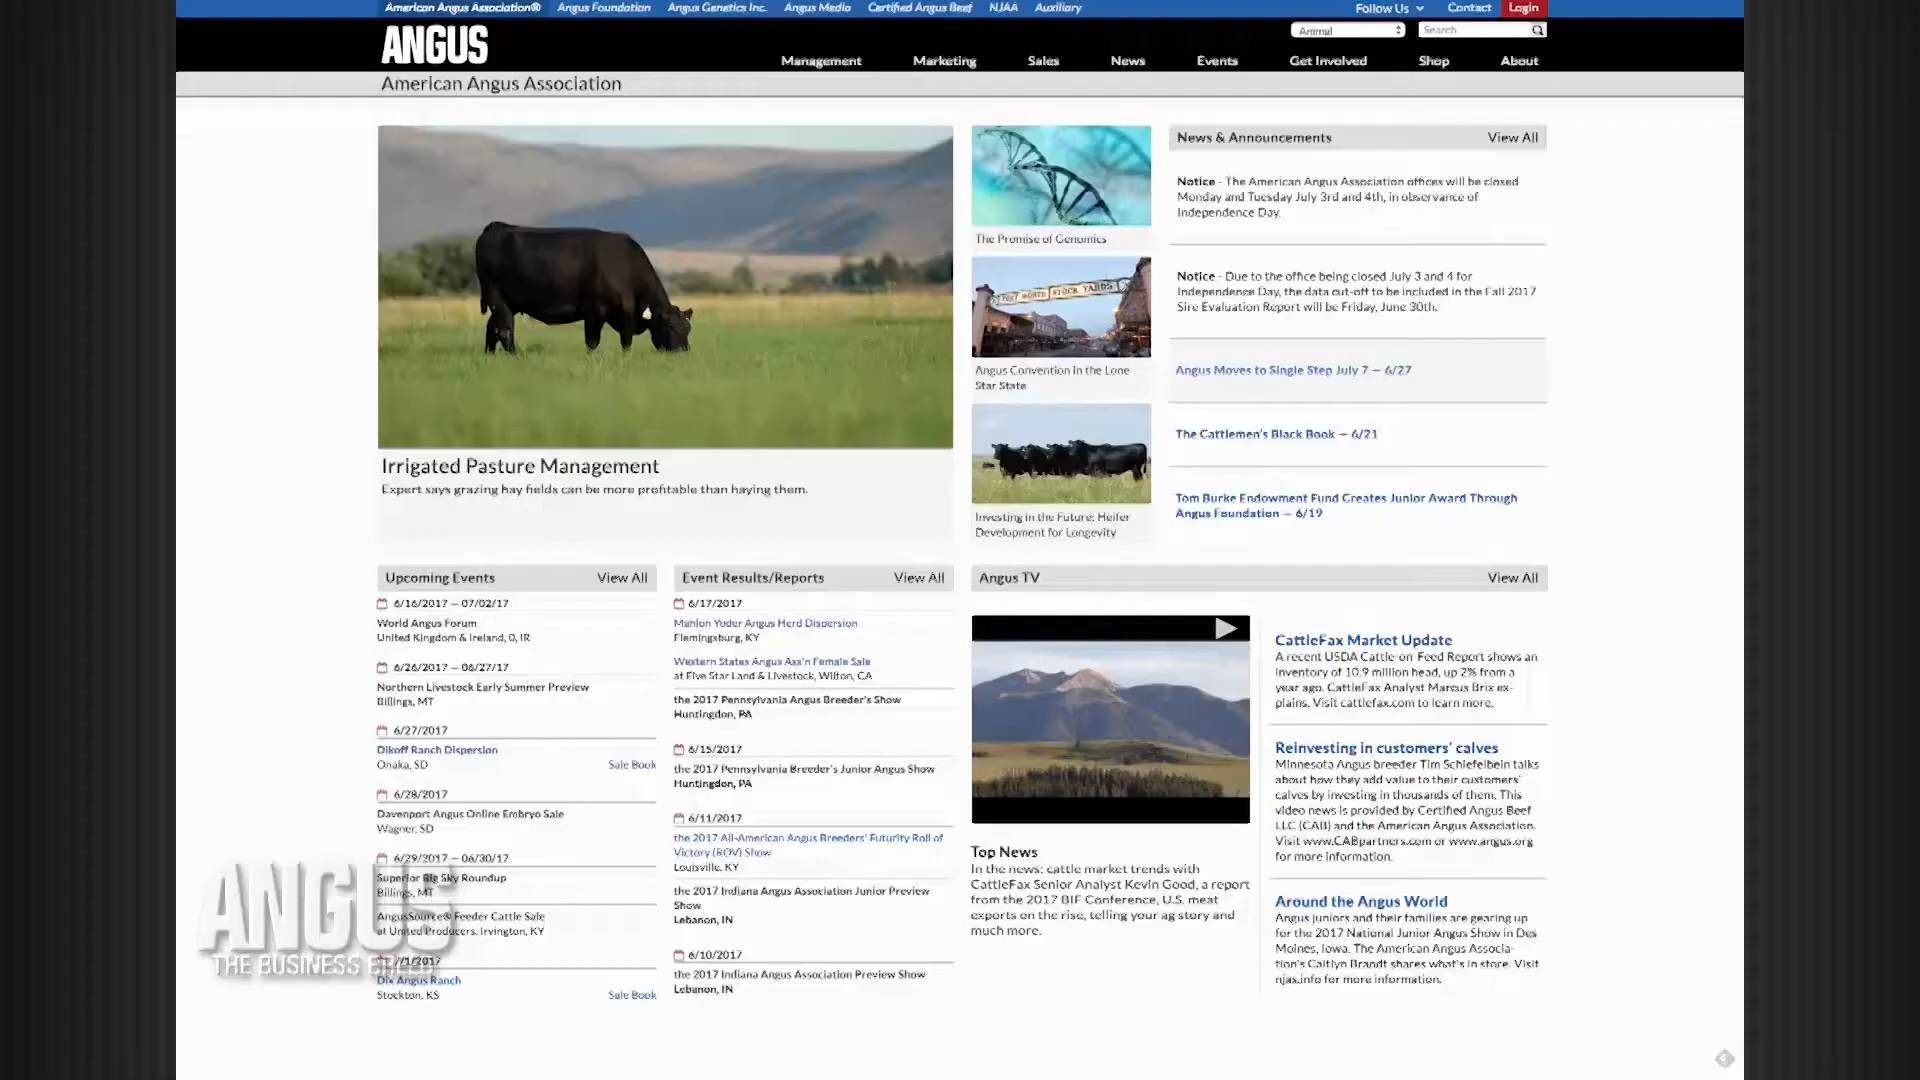 American Angus Association®
Angus Foundation
Angus Genetics Inc.
Angus Media
Certified Angus Beef
NJAA
Auxiliary
Follow Us
Contact
Login
ANGUS
Animal
Search
Management
Marketing
Sales
News
Events
Get Involved
Shop
About
American Angus Association
Irrigated Pasture Management
Expert says grazing hay fields can be more profitable than haying them.
The Promise of Genomics
FORT WORTH STOCK YARDS
Angus Convention in the Lone
Star State
Investing in the Future: Heifer
Development for Longevity
News & Announcements
View All
Notice - The American Angus Association offices will be closed
Monday and Tuesday July 3rd and 4th, in observance of
Independence Day.
Notice - Due to the office being closed July 3 and 4 for
Independence Day, the data cut-off to be included in the Fall 2017
Sire Evaluation Report will be Friday, June 30th.
Angus Moves to Single Step July 7 – 6/27
The Cattlemen's Black Book – 6/21
Tom Burke Endowment Fund Creates Junior Award Through
Angus Foundation – 6/19
Upcoming Events
View All
6/16/2017 – 07/02/17
World Angus Forum
United Kingdom & Ireland, 0, IR
6/26/2017 – 06/27/17
Northern Livestock Early Summer Preview
Billings, MT
6/27/2017
Dikoff Ranch Dispersion
Onaka, SD
Sale Book
6/28/2017
Davenport Angus Online Embryo Sale
Wagner, SD
6/29/2017 – 06/30/17
Superior Big Sky Roundup
Billings, MT
AngusSource® Feeder Cattle Sale
at United Producers, Irvington, KY
7/1/2017
Dix Angus Ranch
Stockton, KS
Sale Book
Event Results/Reports
View All
6/17/2017
Mahlon Yoder Angus Herd Dispersion
Flemingsburg, KY
Western States Angus Ass'n Female Sale
at Five Star Land & Livestock, Wilton, CA
the 2017 Pennsylvania Angus Breeder's Show
Huntingdon, PA
6/15/2017
the 2017 Pennsylvania Breeder's Junior Angus Show
Huntingdon, PA
6/11/2017
the 2017 All-American Angus Breeders' Futurity Roll of
Victory (ROV) Show
Louisville, KY
the 2017 Indiana Angus Association Junior Preview
Show
Lebanon, IN
6/10/2017
the 2017 Indiana Angus Association Preview Show
Lebanon, IN
Angus TV
View All
Top News
In the news: cattle market trends with
CattleFax Senior Analyst Kevin Good, a report
from the 2017 BIF Conference, U.S. meat
exports on the rise, telling your ag story and
much more.
CattleFax Market Update
A recent USDA Cattle-on-Feed Report shows an
inventory of 10.9 million head, up 2% from a
year ago. CattleFax Analyst Marcus Brix ex-
plains. Visit cattlefax.com to learn more.
Reinvesting in customers' calves
Minnesota Angus breeder Tim Schiefelbein talks
about how they add value to their customers'
calves by investing in thousands of them. This
video news is provided by Certified Angus Beef
LLC (CAB) and the American Angus Association.
Visit www.CABpartners.com or www.angus.org
for more information.
Around the Angus World
Angus juniors and their families are gearing up
for the 2017 National Junior Angus Show in Des
Moines, Iowa. The American Angus Associa-
tion's Caitlyn Brandt shares what's in store. Visit
njas.info for more information.
ANGUS
THE BUSINESS BREED